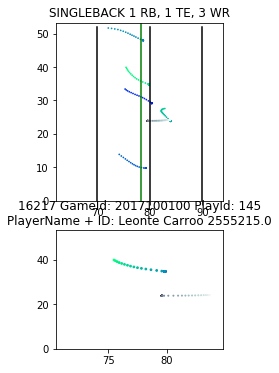 SINGLEBACK 1 RB, 1 TE, 3 WR
50
40
30
20
10
0
70 80 90
16217 GameId: 2017100100 PlayId: 145
PlayerName + ID: Leonte Carroo 2555215.0
40
20
0
75 80